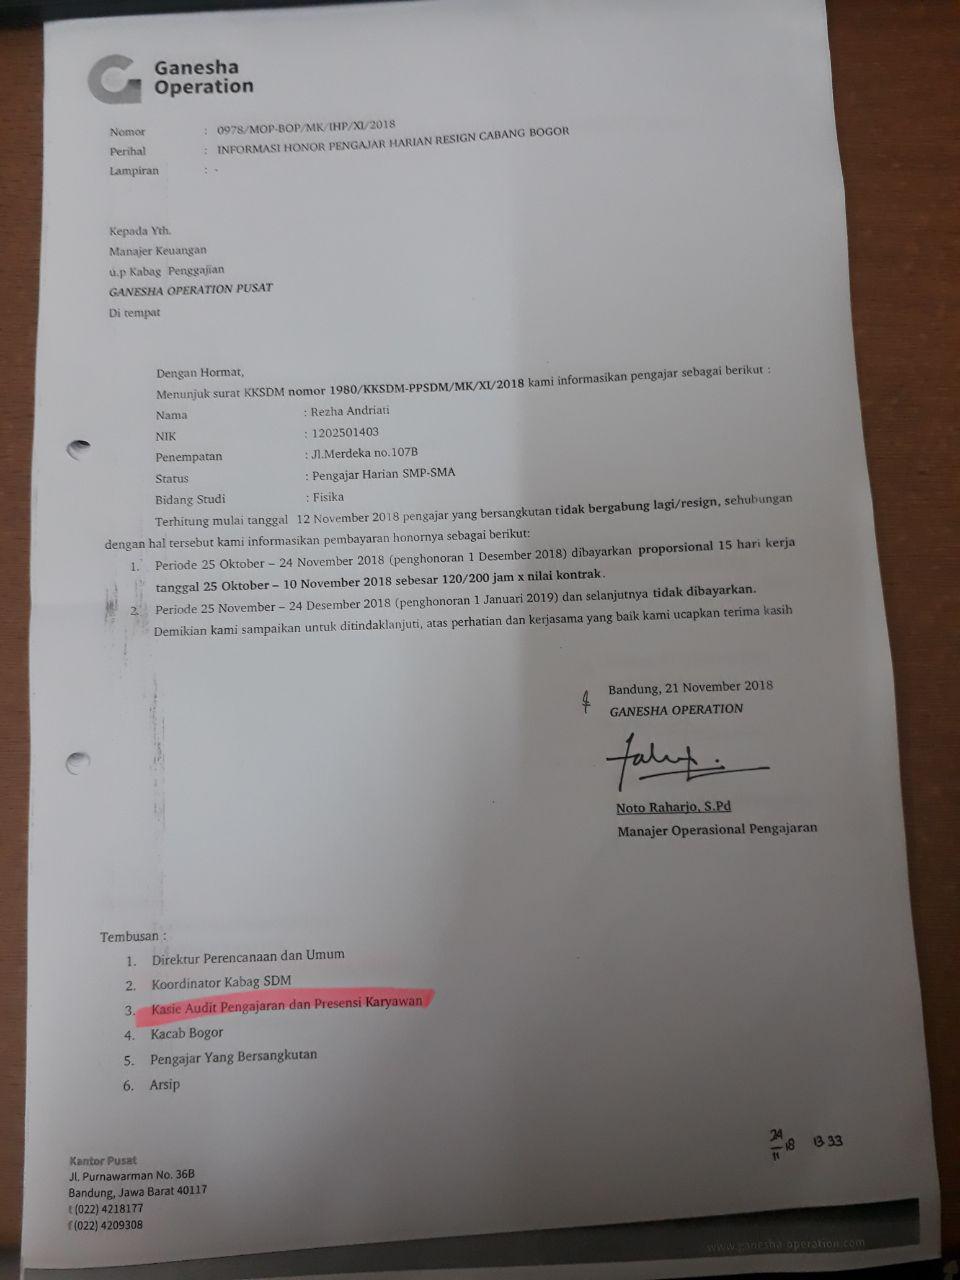 Ganesha
Operation
Nomor : 0978/MOP-BOP/MK/IHP/XI/2018
Perihal : INFORMASI HONOR PENGAJAR HARIAN RESIGN CABANG BOGOR
Lampiran : -
Kepada Yth.
Manajer Keuangan
u.p Kabag Penggajian
GANESHA OPERATION PUSAT
Di tempat
Dengan Hormat,
Menunjuk surat KKSDM nomor 1980/KKSDM-PPSDM/MK/XI/2018 kami informasikan pengajar sebagai berikut :
Nama : Rezha Andriati
NIK : 1202501403
Penempatan : Jl.Merdeka no.107B
Status : Pengajar Harian SMP-SMA
Bidang Studi : Fisika
Terhitung mulai tanggal 12 November 2018 pengajar yang bersangkutan tidak bergabung lagi/resign, sehubungan
dengan hal tersebut kami informasikan pembayaran honornya sebagai berikut:
1. Periode 25 Oktober – 24 November 2018 (penghonoran 1 Desember 2018) dibayarkan proporsional 15 hari kerja
tanggal 25 Oktober – 10 November 2018 sebesar 120/200 jam x nilai kontrak.
2. Periode 25 November – 24 Desember 2018 (penghonoran 1 Januari 2019) dan selanjutnya tidak dibayarkan.
Demikian kami sampaikan untuk ditindaklanjuti, atas perhatian dan kerjasama yang baik kami ucapkan terima kasih
Bandung, 21 November 2018
GANESHA OPERATION
Noto Raharjo, S.Pd
Manajer Operasional Pengajaran
Tembusan :
1. Direktur Perencanaan dan Umum
2. Koordinator Kabag SDM
3. Kasie Audit Pengajaran dan Presensi Karyawan
4. Kacab Bogor
5. Pengajar Yang Bersangkutan
6. Arsip
24/11 18 13 33
Kantor Pusat
Jl. Purnawarman No. 36B
Bandung, Jawa Barat 40117
t (022) 4218177
f (022) 4209308
www.ganesha-operation.com